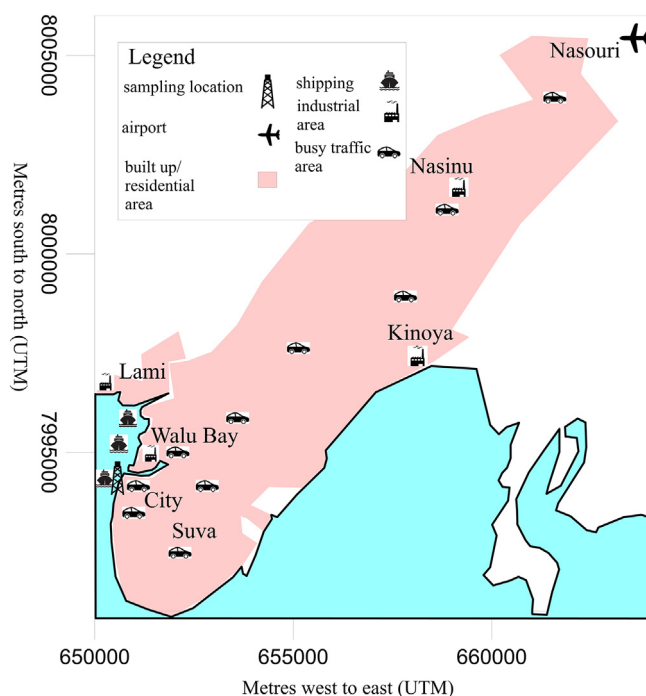 8005000
8000000
7995000
Metres south to north (UTM)
Legend
sampling location
airport
built up/
residential
area
shipping
industrial
area
busy traffic
area
Nasouri
Nasinu
Kinoya
Lami
Walu Bay
City
Suva
650000
655000
660000
Metres west to east (UTM)